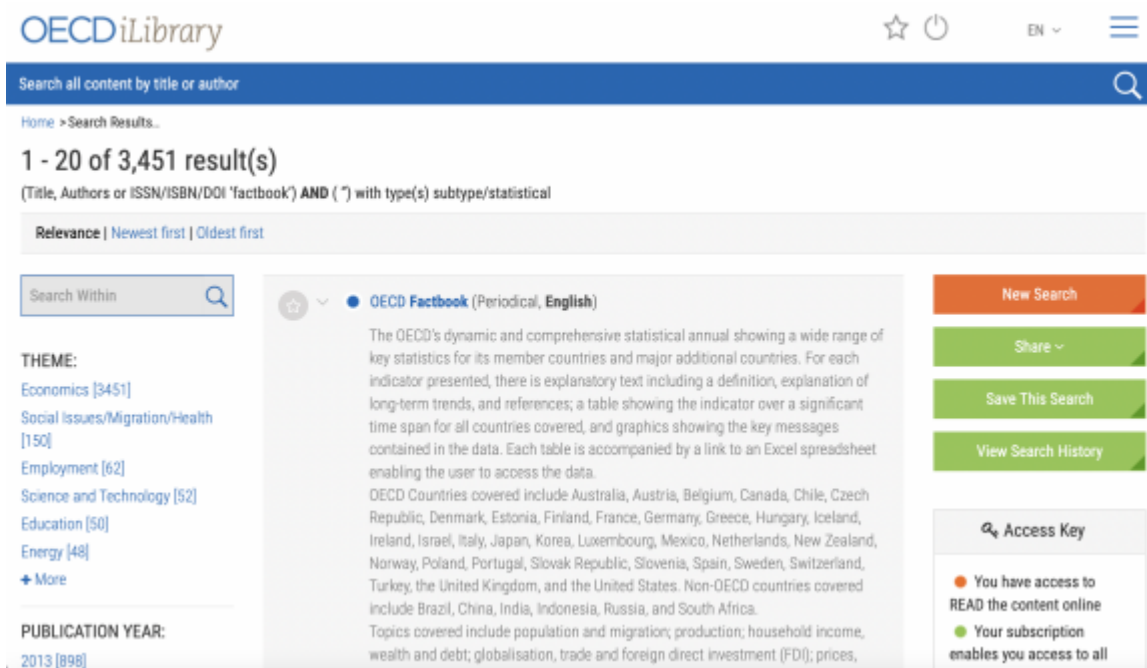 OECD iLibrary
EN
Search all content by title or author
Home > Search Results...
1 - 20 of 3,451 result(s)
(Title, Authors or ISSN/ISBN/DOI 'factbook') AND ( '') with type(s) subtype/statistical
Relevance | Newest first | Oldest first
Search Within
THEME:
Economics [3451]
Social Issues/Migration/Health
[150]
Employment [62]
Science and Technology [52]
Education [50]
Energy [48]
+ More
PUBLICATION YEAR:
2013 [898]
OECD Factbook (Periodical, English)
The OECD's dynamic and comprehensive statistical annual showing a wide range of
key statistics for its member countries and major additional countries. For each
indicator presented, there is explanatory text including a definition, explanation of
long-term trends, and references; a table showing the indicator over a significant
time span for all countries covered, and graphics showing the key messages
contained in the data. Each table is accompanied by a link to an Excel spreadsheet
enabling the user to access the data.
OECD Countries covered include Australia, Austria, Belgium, Canada, Chile, Czech
Republic, Denmark, Estonia, Finland, France, Germany, Greece, Hungary, Iceland,
Ireland, Israel, Italy, Japan, Korea, Luxembourg, Mexico, Netherlands, New Zealand,
Norway, Poland, Portugal, Slovak Republic, Slovenia, Spain, Sweden, Switzerland,
Turkey, the United Kingdom, and the United States. Non-OECD countries covered
include Brazil, China, India, Indonesia, Russia, and South Africa.
Topics covered include population and migration; production; household income,
wealth and debt; globalisation, trade and foreign direct investment (FDI); prices,
New Search
Share
Save This Search
View Search History
Access Key
You have access to
READ the content online
Your subscription
enables you access to all